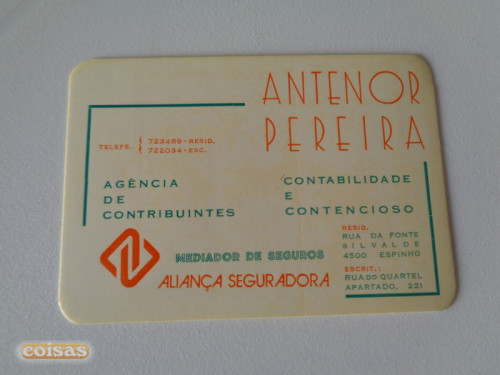 ANTENOR
PEREIRA
TELEFS. { 723489 - RESID.
722034 - ESC.
AGÊNCIA
DE
CONTRIBUINTES
CONTABILIDADE
E
CONTENCIOSO
MEDIADOR DE SEGUROS
ALIANÇA SEGURADORA
RESID.
RUA DA FONTE
SILVALDE
4500 ESPINHO
ESCRIT.:
RUA DO QUARTEL
APARTADO, 221
coisas